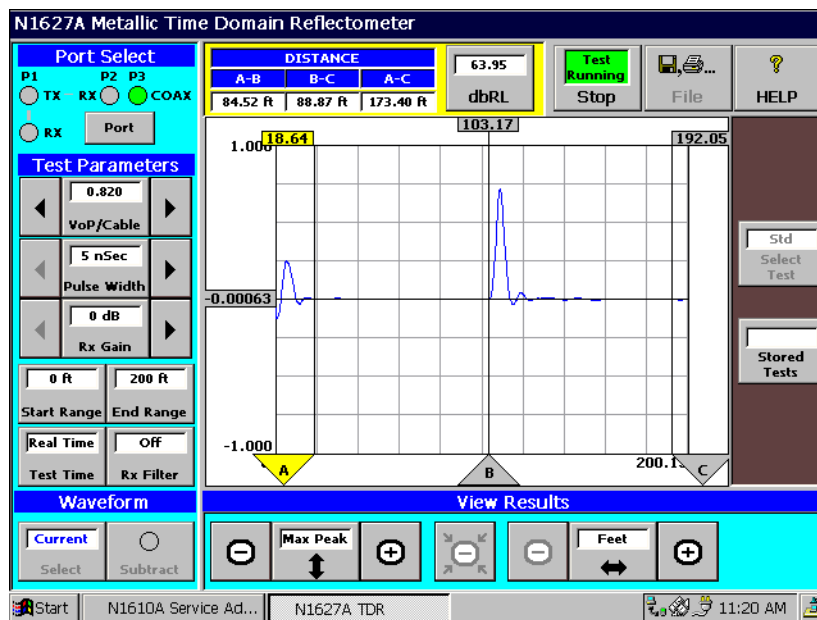 N1627A Metallic Time Domain Reflectometer
Port Select
P1 P2 P3
TX RX COAX
RX Port
DISTANCE
A-B B-C A-C
84.52 ft 88.87 ft 173.40 ft
63.95
dbRL
Test Running
Stop
File
? HELP
Test Parameters
0.820
VoP/Cable
5 nSec
Pulse Width
0 dB
Rx Gain
0 ft 200 ft
Start Range End Range
Real Time Off
Test Time Rx Filter
18.64 103.17 192.05
1.000
-0.00063
-1.000
A B C
200.1
Std
Select
Test
Stored
Tests
Waveform
Current
Select Subtract
View Results
Max Peak
Feet
Start N1610A Service Ad... N1627A TDR 11:20 AM